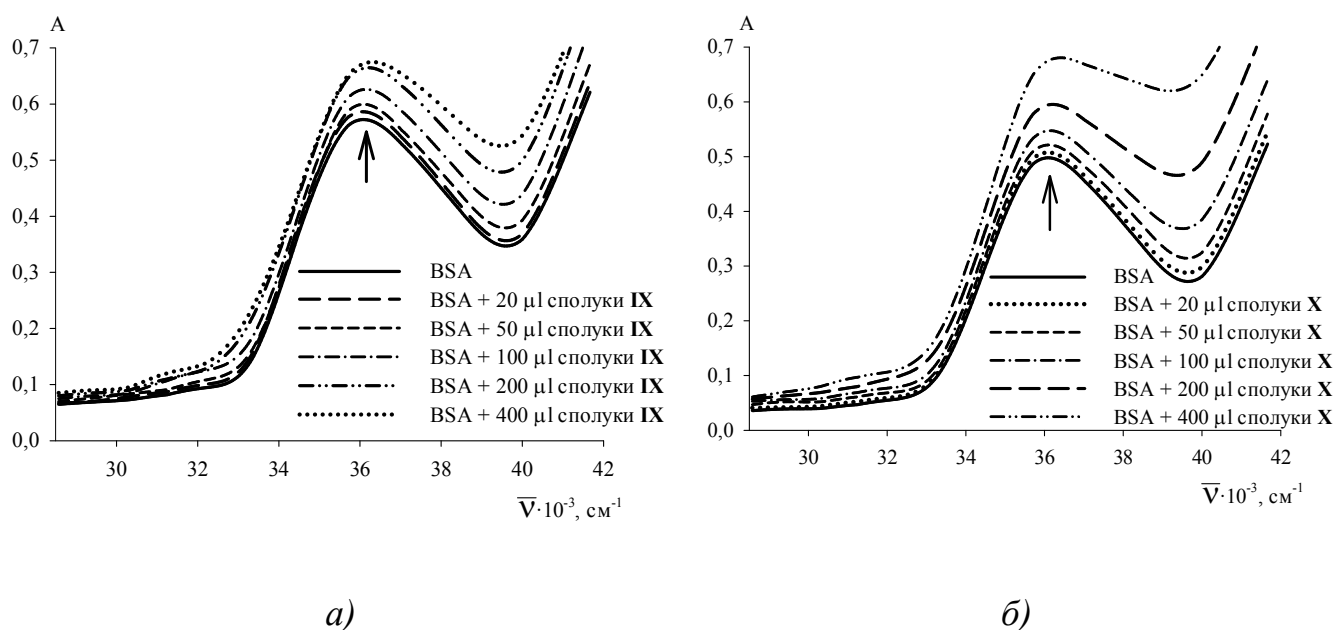 A
0,7
0,6
0,5
0,4
0,3
0,2
0,1
0,0
30 32 34 36 38 40 42
ν̅·10⁻³, см⁻¹
BSA
BSA + 20 μl сполуки IX
BSA + 50 μl сполуки IX
BSA + 100 μl сполуки IX
BSA + 200 μl сполуки IX
BSA + 400 μl сполуки IX
а)
A
0,7
0,6
0,5
0,4
0,3
0,2
0,1
0,0
30 32 34 36 38 40 42
ν̅·10⁻³, см⁻¹
BSA
BSA + 20 μl сполуки X
BSA + 50 μl сполуки X
BSA + 100 μl сполуки X
BSA + 200 μl сполуки X
BSA + 400 μl сполуки X
б)